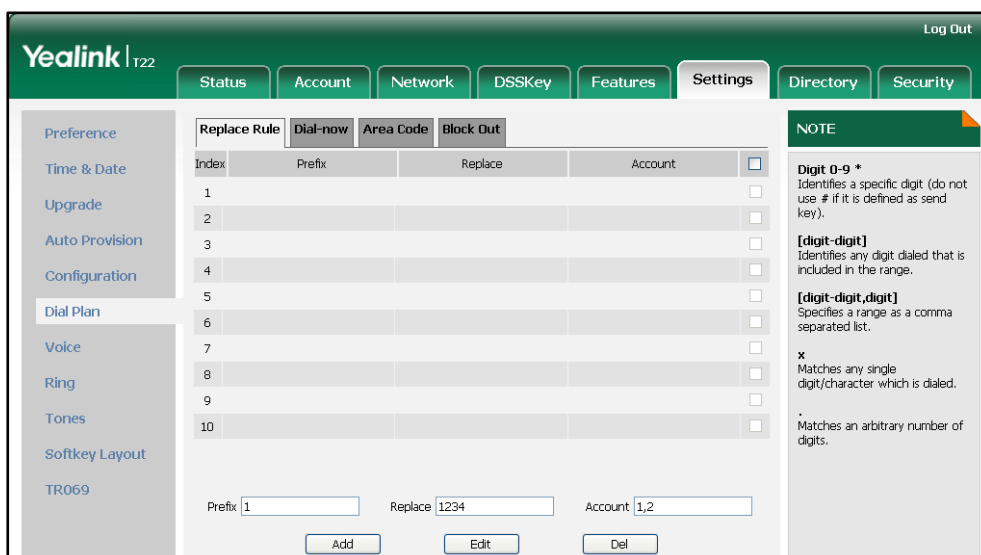 Log Out
Yealink T22
Status Account Network DSSKey Features Settings Directory Security
Preference
Time & Date
Upgrade
Auto Provision
Configuration
Dial Plan
Voice
Ring
Tones
Softkey Layout
TR069
Replace Rule Dial-now Area Code Block Out
Index Prefix Replace Account
1
2
3
4
5
6
7
8
9
10
Prefix 1 Replace 1234 Account 1,2
Add Edit Del
NOTE
Digit 0-9 *
Identifies a specific digit (do not
use # if it is defined as send
key).
[digit-digit]
Identifies any digit dialed that is
included in the range.
[digit-digit,digit]
Specifies a range as a comma
separated list.
x
Matches any single
digit/character which is dialed.
.
Matches an arbitrary number of
digits.